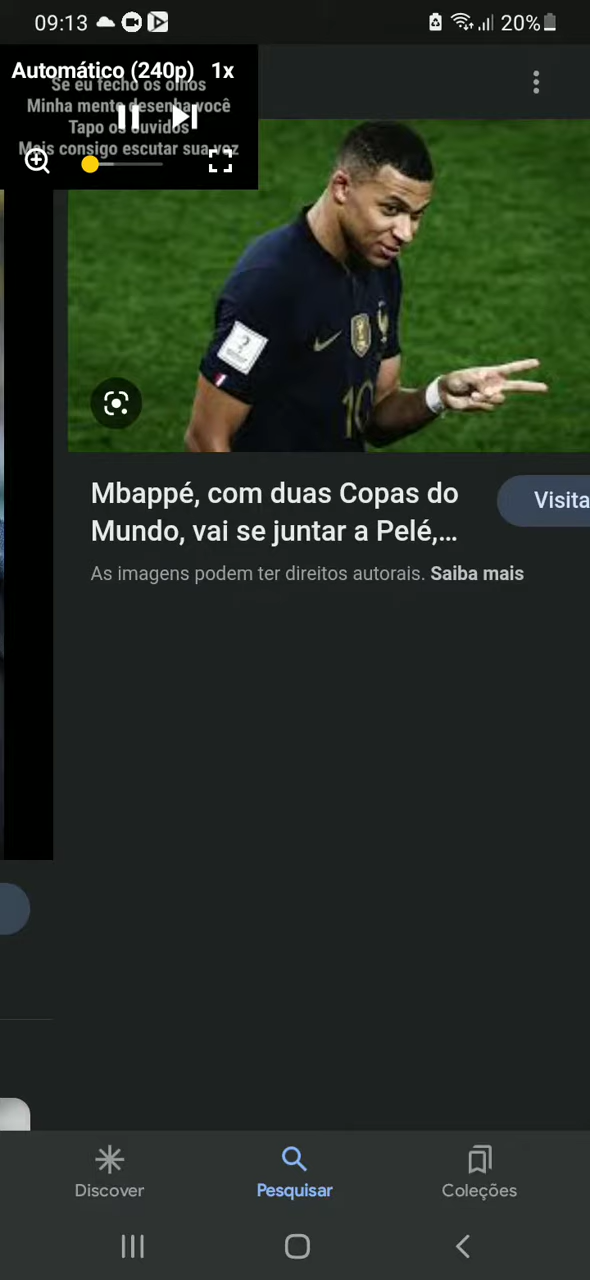 09:13
20%
Automático (240p) 1x
Se eu fecho os olhos
Minha mente desenha você
Tapo os ouvidos
Mais consigo escutar sua voz
10
Mbappé, com duas Copas do
Mundo, vai se juntar a Pelé,...
Visita
As imagens podem ter direitos autorais. Saiba mais
Discover
Pesquisar
Coleções